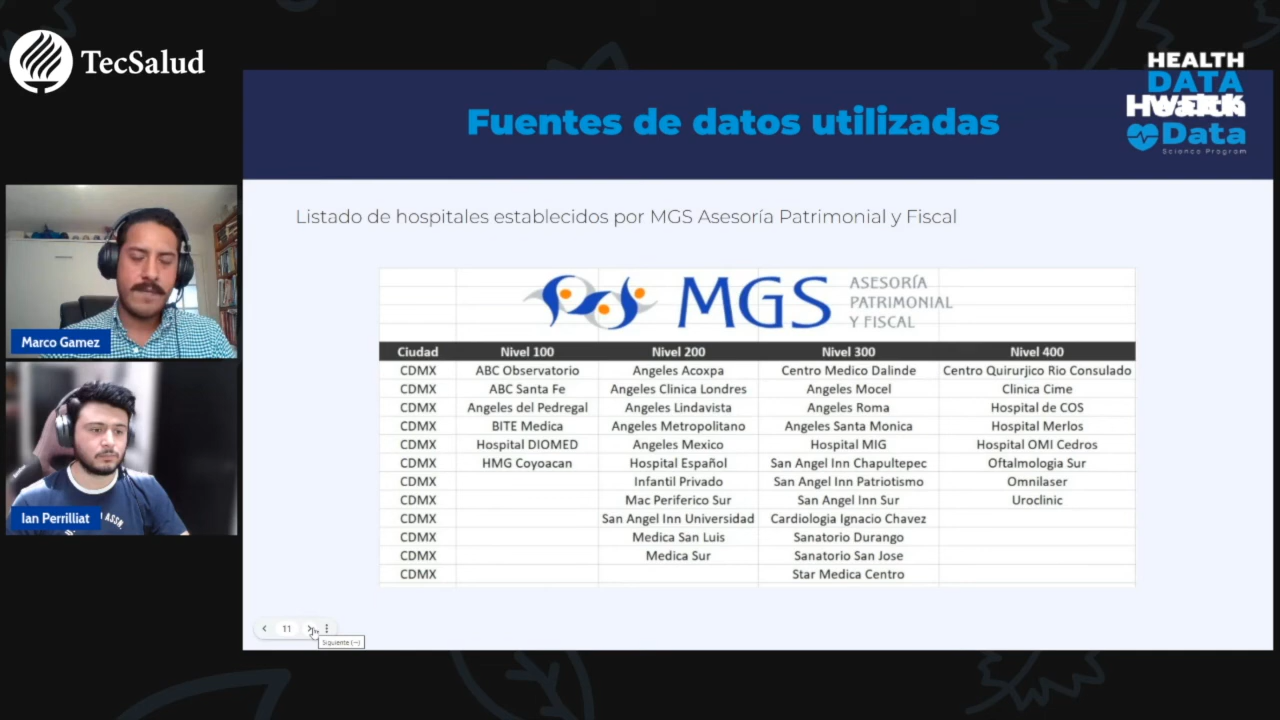 TecSalud
HEALTH
DATA
Health
Data
Science Program
Fuentes de datos utilizadas
Listado de hospitales establecidos por MGS Asesoría Patrimonial y Fiscal
MGS
ASESORÍA
PATRIMONIAL
Y FISCAL
Ciudad Nivel 100 Nivel 200 Nivel 300 Nivel 400
CDMX ABC Observatorio Angeles Acoxpa Centro Medico Dalinde Centro Quirurjico Rio Consulado
CDMX ABC Santa Fe Angeles Clinica Londres Angeles Mocel Clinica Cime
CDMX Angeles del Pedregal Angeles Lindavista Angeles Roma Hospital de COS
CDMX BITE Medica Angeles Metropolitano Angeles Santa Monica Hospital Merlos
CDMX Hospital DIOMED Angeles Mexico Hospital MIG Hospital OMI Cedros
CDMX HMG Coyoacan Hospital Español San Angel Inn Chapultepec Oftalmologia Sur
CDMX Infantil Privado San Angel Inn Patriotismo Omnilaser
CDMX Mac Periferico Sur San Angel Inn Sur Uroclinic
CDMX San Angel Inn Universidad Cardiologia Ignacio Chavez
CDMX Medica San Luis Sanatorio Durango
CDMX Medica Sur Sanatorio San Jose
CDMX Star Medica Centro
Marco Gamez
Ian Perrilliat
11
Siguiente (→)